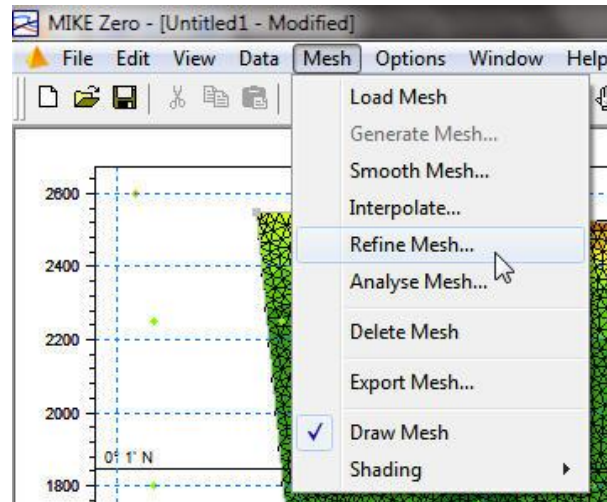 MIKE Zero - [Untitled1 - Modified]
File Edit View Data Mesh Options Window Help
Load Mesh
Generate Mesh...
Smooth Mesh...
Interpolate...
Refine Mesh...
Analyse Mesh...
Delete Mesh
Export Mesh...
Draw Mesh
Shading
2600
2400
2200
2000
0° 1' N
1800